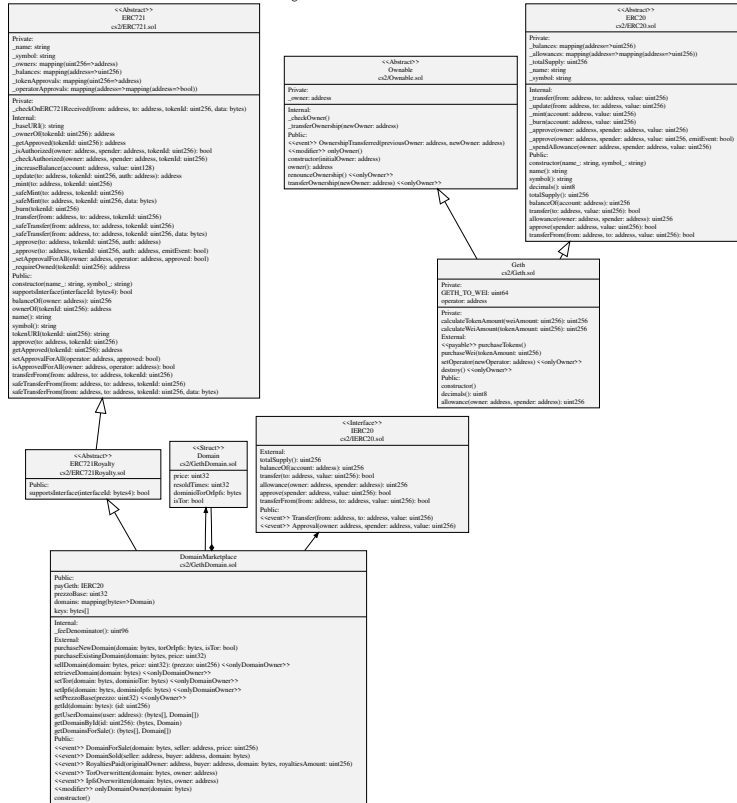 <<Abstract>>
ERC721
cs2/ERC721.sol
Private:
_name: string
_symbol: string
_owners: mapping(uint256=>address)
_balances: mapping(address=>uint256)
_tokenApprovals: mapping(uint256=>address)
_operatorApprovals: mapping(address=>mapping(address=>bool))
Private:
_checkOnERC721Received(from: address, to: address, tokenId: uint256, data: bytes)
Internal:
_baseURI(): string
_ownerOf(tokenId: uint256): address
_getApproved(tokenId: uint256): address
_isAuthorized(owner: address, spender: address, tokenId: uint256): bool
_checkAuthorized(owner: address, spender: address, tokenId: uint256)
_increaseBalance(account: address, value: uint128)
_update(to: address, tokenId: uint256, auth: address): address
_mint(to: address, tokenId: uint256)
_safeMint(to: address, tokenId: uint256)
_safeMint(to: address, tokenId: uint256, data: bytes)
_burn(tokenId: uint256)
_transfer(from: address, to: address, tokenId: uint256)
_safeTransfer(from: address, to: address, tokenId: uint256)
_safeTransfer(from: address, to: address, tokenId: uint256, data: bytes)
_approve(to: address, tokenId: uint256, auth: address)
_approve(to: address, tokenId: uint256, auth: address, emitEvent: bool)
_setApprovalForAll(owner: address, operator: address, approved: bool)
_requireOwned(tokenId: uint256): address
Public:
constructor(name_: string, symbol_: string)
supportsInterface(interfaceId: bytes4): bool
balanceOf(owner: address): uint256
ownerOf(tokenId: uint256): address
name(): string
symbol(): string
tokenURI(tokenId: uint256): string
approve(to: address, tokenId: uint256)
getApproved(tokenId: uint256): address
setApprovalForAll(operator: address, approved: bool)
isApprovedForAll(owner: address, operator: address): bool
transferFrom(from: address, to: address, tokenId: uint256)
safeTransferFrom(from: address, to: address, tokenId: uint256)
safeTransferFrom(from: address, to: address, tokenId: uint256, data: bytes)
<<Abstract>>
Ownable
cs2/Ownable.sol
Private:
_owner: address
Internal:
_checkOwner()
_transferOwnership(newOwner: address)
Public:
<<event>> OwnershipTransferred(previousOwner: address, newOwner: address)
<<modifier>> onlyOwner()
constructor(initialOwner: address)
owner(): address
renounceOwnership() <<onlyOwner>>
transferOwnership(newOwner: address) <<onlyOwner>>
<<Abstract>>
ERC20
cs2/ERC20.sol
Private:
_balances: mapping(address=>uint256)
_allowances: mapping(address=>mapping(address=>uint256))
_totalSupply: uint256
_name: string
_symbol: string
Internal:
_transfer(from: address, to: address, value: uint256)
_update(from: address, to: address, value: uint256)
_mint(account: address, value: uint256)
_burn(account: address, value: uint256)
_approve(owner: address, spender: address, value: uint256)
_approve(owner: address, spender: address, value: uint256, emitEvent: bool)
_spendAllowance(owner: address, spender: address, value: uint256)
Public:
constructor(name_: string, symbol_: string)
name(): string
symbol(): string
decimals(): uint8
totalSupply(): uint256
balanceOf(account: address): uint256
transfer(to: address, value: uint256): bool
allowance(owner: address, spender: address): uint256
approve(spender: address, value: uint256): bool
transferFrom(from: address, to: address, value: uint256): bool
Geth
cs2/Geth.sol
Private:
GETH_TO_WEI: uint64
operator: address
Private:
calculateTokenAmount(weiAmount: uint256): uint256
calculateWeiAmount(tokenAmount: uint256): uint256
External:
<<payable>> purchaseTokens()
purchaseWei(tokenAmount: uint256)
setOperator(newOperator: address) <<onlyOwner>>
destroy() <<onlyOwner>>
Public:
constructor()
decimals(): uint8
allowance(owner: address, spender: address): uint256
<<Abstract>>
ERC721Royalty
cs2/ERC721Royalty.sol
Public:
supportsInterface(interfaceId: bytes4): bool
<<Struct>>
Domain
cs2/GethDomain.sol
price: uint32
resoldTimes: uint32
dominioTorOrIpfs: bytes
isTor: bool
<<Interface>>
IERC20
cs2/IERC20.sol
External:
totalSupply(): uint256
balanceOf(account: address): uint256
transfer(to: address, value: uint256): bool
allowance(owner: address, spender: address): uint256
approve(spender: address, value: uint256): bool
transferFrom(from: address, to: address, value: uint256): bool
Public:
<<event>> Transfer(from: address, to: address, value: uint256)
<<event>> Approval(owner: address, spender: address, value: uint256)
DomainMarketplace
cs2/GethDomain.sol
Public:
payGeth: IERC20
prezzoBase: uint32
domains: mapping(bytes=>Domain)
keys: bytes[]
Internal:
_feeDenominator(): uint96
External:
purchaseNewDomain(domain: bytes, torOrIpfs: bytes, isTor: bool)
purchaseExistingDomain(domain: bytes, price: uint32)
sellDomain(domain: bytes, price: uint32): (prezzo: uint256) <<onlyDomainOwner>>
retrieveDomain(domain: bytes) <<onlyDomainOwner>>
setTor(domain: bytes, dominioTor: bytes) <<onlyDomainOwner>>
setIpfs(domain: bytes, dominioIpfs: bytes) <<onlyDomainOwner>>
setPrezzoBase(prezzo: uint32) <<onlyOwner>>
getId(domain: bytes): (id: uint256)
getUserDomains(user: address): (bytes[], Domain[])
getDomainById(id: uint256): (bytes, Domain)
getDomainsForSale(): (bytes[], Domain[])
Public:
<<event>> DomainForSale(domain: bytes, seller: address, price: uint256)
<<event>> DomainSold(seller: address, buyer: address, domain: bytes)
<<event>> RoyaltiesPaid(originalOwner: address, buyer: address, domain: bytes, royaltiesAmount: uint256)
<<event>> TorOverwritten(domain: bytes, owner: address)
<<event>> IpfsOverwritten(domain: bytes, owner: address)
<<modifier>> onlyDomainOwner(domain: bytes)
constructor()